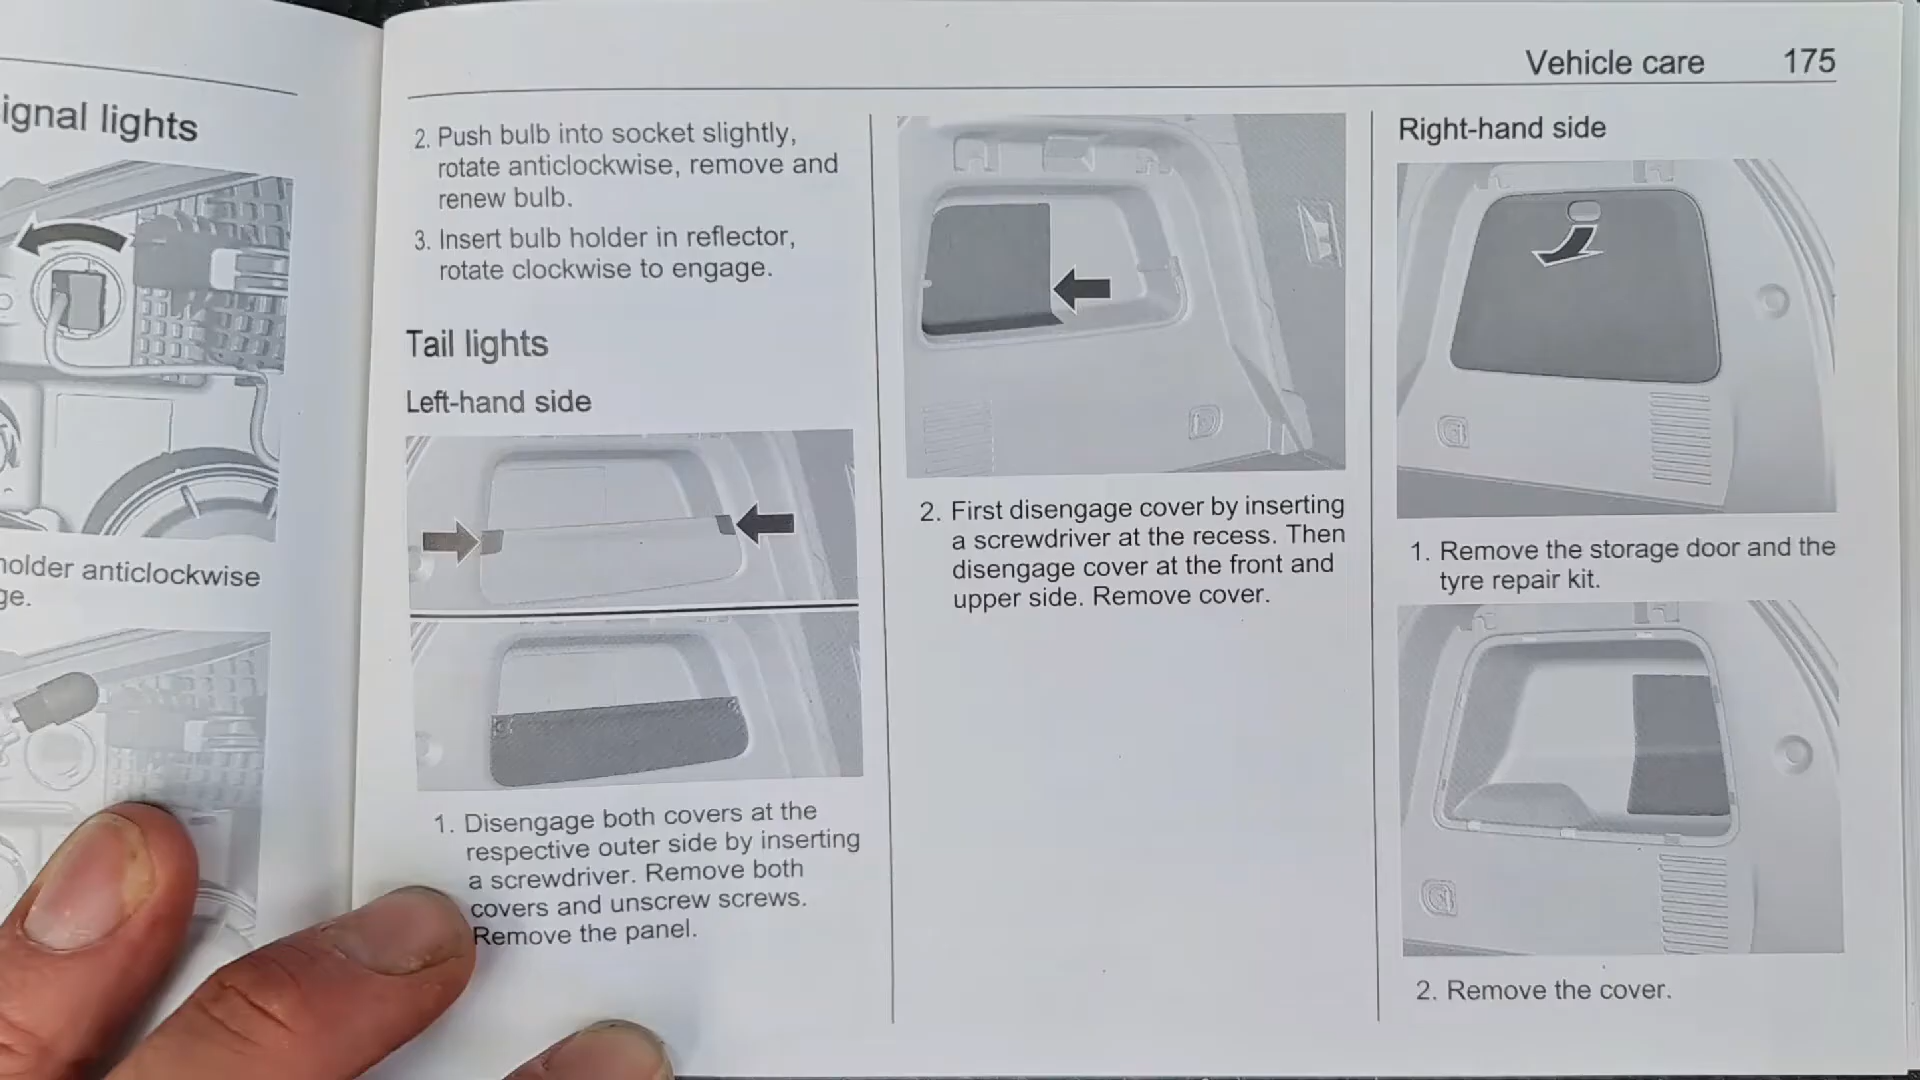 ignal lights
holder anticlockwise
ge.
Vehicle care 175
2. Push bulb into socket slightly,
rotate anticlockwise, remove and
renew bulb.
3. Insert bulb holder in reflector,
rotate clockwise to engage.
Tail lights
Left-hand side
1. Disengage both covers at the
respective outer side by inserting
a screwdriver. Remove both
covers and unscrew screws.
Remove the panel.
2. First disengage cover by inserting
a screwdriver at the recess. Then
disengage cover at the front and
upper side. Remove cover.
Right-hand side
1. Remove the storage door and the
tyre repair kit.
2. Remove the cover.